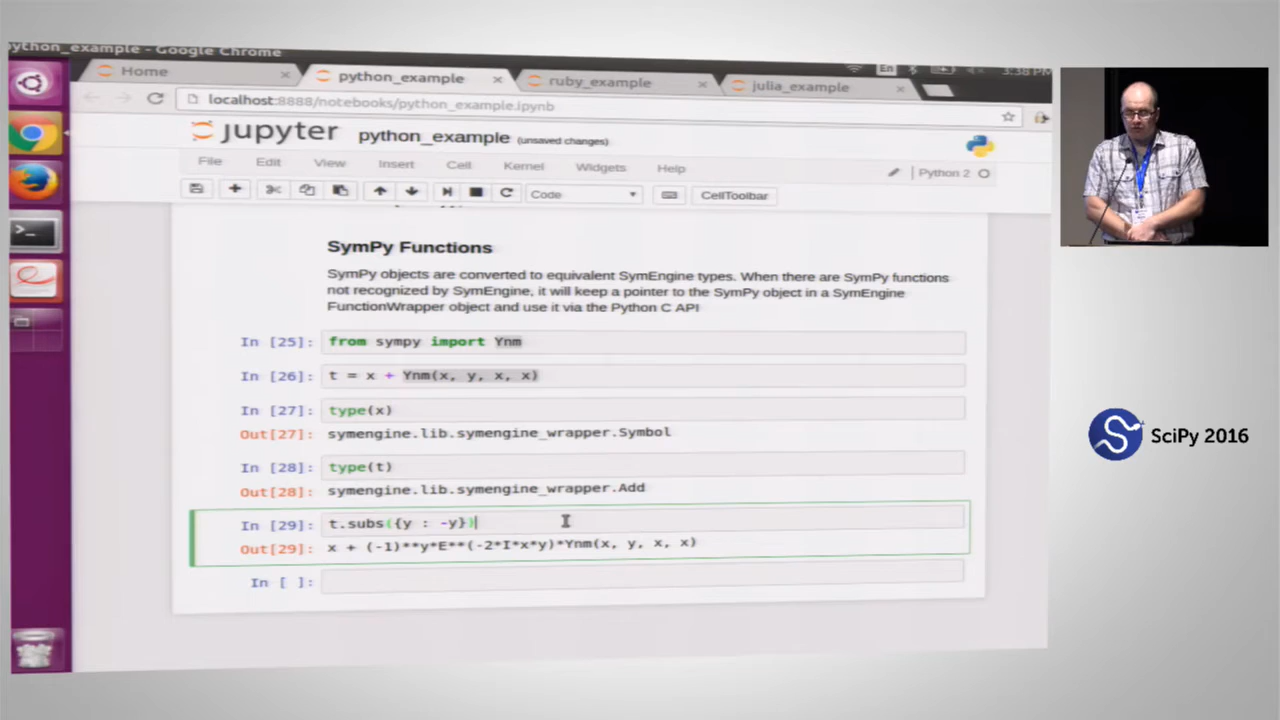 python_example - Google Chrome
Home
python_example
ruby_example
julia_example
En
3:38 PM
localhost:8888/notebooks/python_example.ipynb
jupyter python_example (unsaved changes)
File Edit View Insert Cell Kernel Widgets Help
Python 2
Code
CellToolbar
SymPy Functions
SymPy objects are converted to equivalent SymEngine types. When there are SymPy functions
not recognized by SymEngine, it will keep a pointer to the SymPy object in a SymEngine
FunctionWrapper object and use it via the Python C API
In [25]: from sympy import Ynm
In [26]: t = x + Ynm(x, y, x, x)
In [27]: type(x)
Out[27]: symengine.lib.symengine_wrapper.Symbol
In [28]: type(t)
Out[28]: symengine.lib.symengine_wrapper.Add
In [29]: t.subs({y : -y})
Out[29]: x + (-1)**y*E**(-2*I*x*y)*Ynm(x, y, x, x)
In [ ]:
SciPy 2016